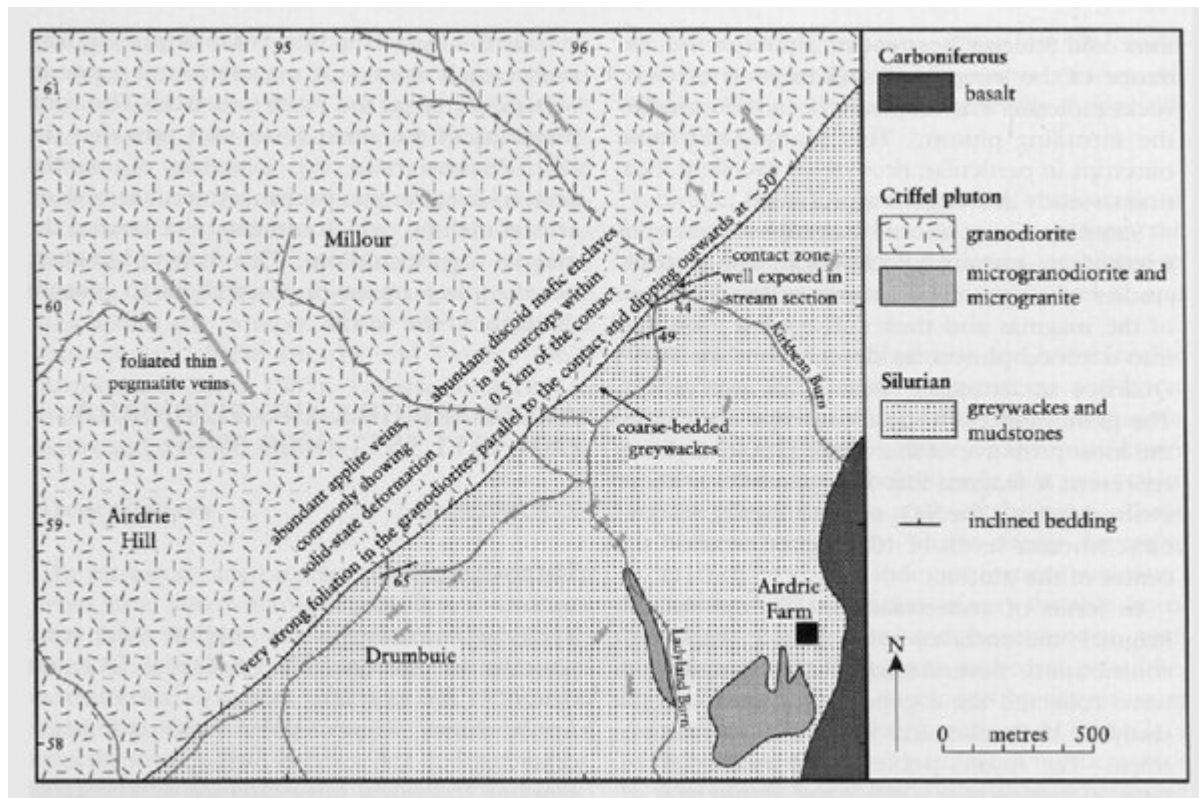 95
96
61
60
59
58
Millour
foliated thin
pegmatite veins
Airdrie
Hill
abundant discoid mafic enclaves
in all outcrops within
0.5 km of the contact
abundant aplitic veins,
commonly showing
solid-state deformation
very strong foliation in the granodiorites parallel to the contact, and dipping outwards at 50°
contact zone
well exposed in
stream section
44
49
Kirkbean Burn
coarse-bedded
greywackes
Drumbuie
Airdrie
Farm
Carboniferous
basalt
Criffel pluton
granodiorite
microgranodiorite and
microgranite
Silurian
greywackes and
mudstones
inclined bedding
N
metres
0
500